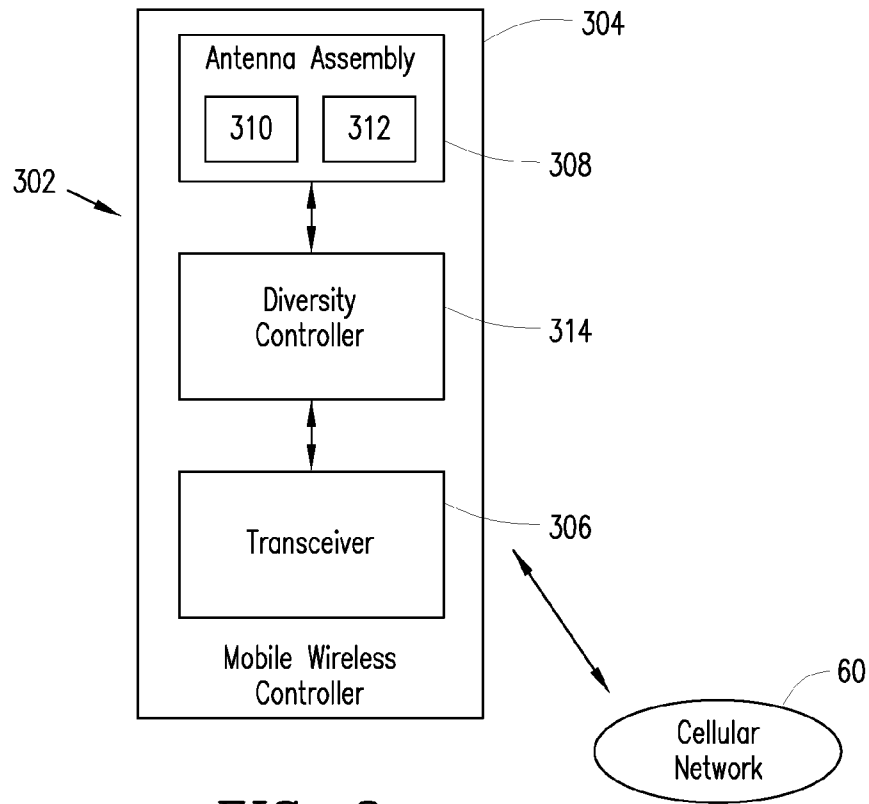 304
Antenna Assembly
310 312
308
302
Diversity
Controller
314
306
Transceiver
Mobile Wireless
Controller
60
Cellular
Network